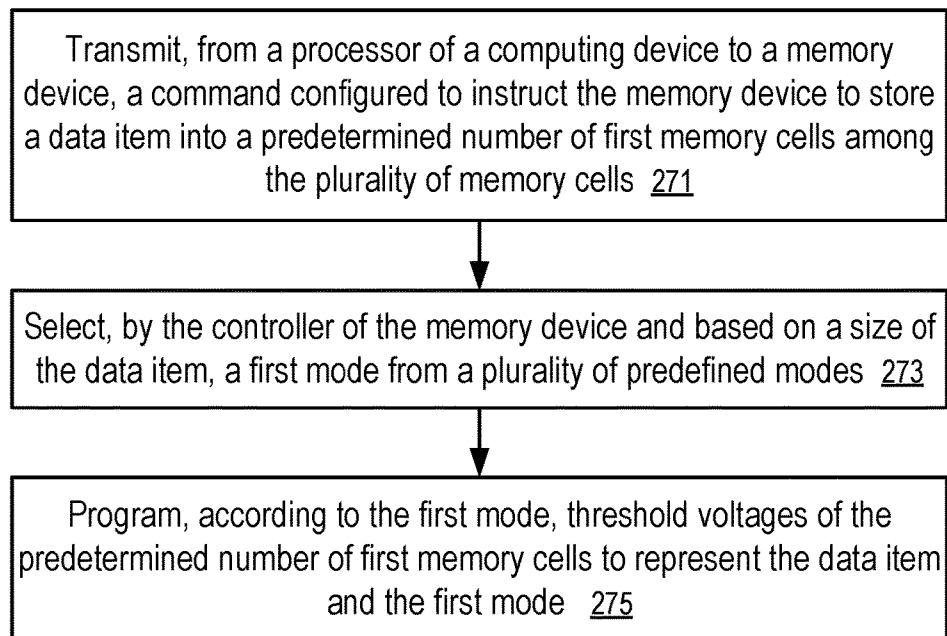 Transmit, from a processor of a computing device to a memory
device, a command configured to instruct the memory device to store
a data item into a predetermined number of first memory cells among
the plurality of memory cells 271
Select, by the controller of the memory device and based on a size of
the data item, a first mode from a plurality of predefined modes 273
Program, according to the first mode, threshold voltages of the
predetermined number of first memory cells to represent the data item
and the first mode 275